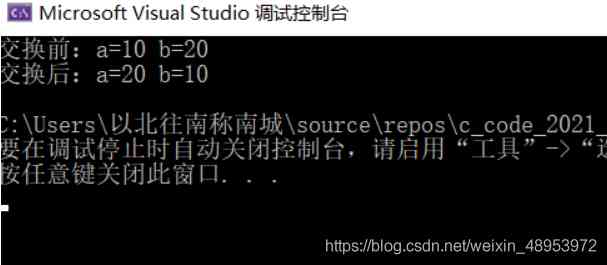 Microsoft Visual Studio 调试控制台
交换前：a=10 b=20
交换后：a=20 b=10
C:\Users\以北往南称南城\source\repos\c_code_2021_
要在调试停止时自动关闭控制台，请启用“工具”->“选
按任意键关闭此窗口. . .
https://blog.csdn.net/weixin_48953972